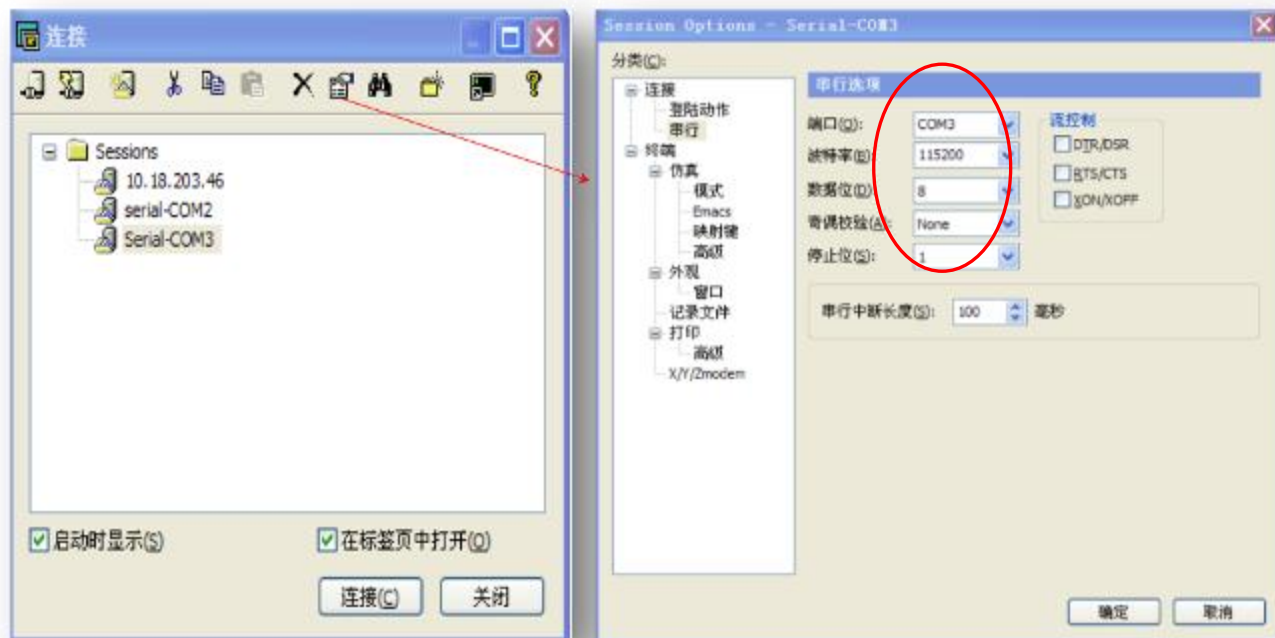 连接
Sessions
10.18.203.46
serial-COM2
Serial-COM3
启动时显示(S)
在标签页中打开(O)
连接(C)
关闭
Session Options - Serial-COM3
分类(C):
连接
登陆动作
串行
终端
仿真
模式
Emacs
映射键
高级
外观
窗口
记录文件
打印
高级
X/Y/Zmodem
串行选项
端口(O): COM3
波特率(B): 115200
数据位(D): 8
奇偶校验(A): None
停止位(S): 1
流控制
DTR/DSR
RTS/CTS
XON/XOFF
串行中断长度(S): 100 毫秒
确定
取消